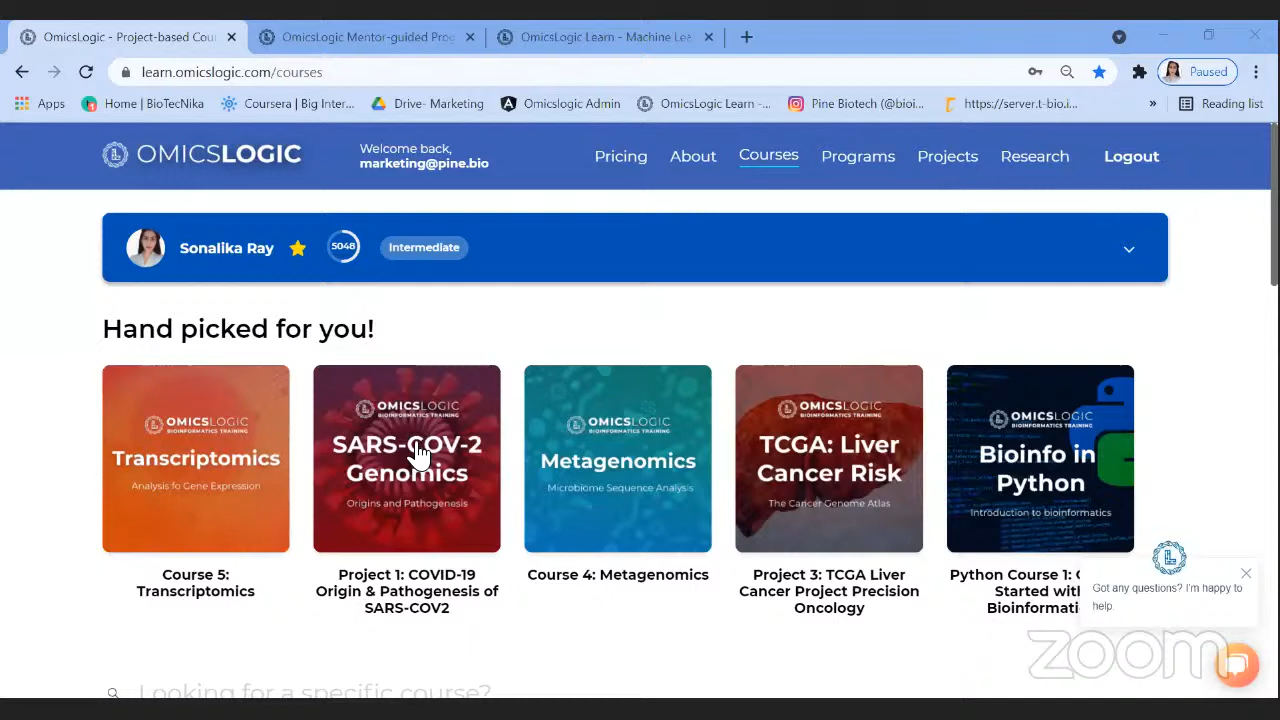 OmicsLogic - Project-based Cou
OmicsLogic Mentor-guided Prog
OmicsLogic Learn - Machine Lea
learn.omicslogic.com/courses
Paused
Apps
Home | BioTecNika
Coursera | Big Inter...
Drive- Marketing
Omicslogic Admin
OmicsLogic Learn -...
Pine Biotech (@bioi...
https://server.t-bio.i...
»
Reading list
OMICSLOGIC
Welcome back,
marketing@pine.bio
Pricing
About
Courses
Programs
Projects
Research
Logout
Sonalika Ray
5048
Intermediate
Hand picked for you!
OMICSLOGIC
BIOINFORMATICS TRAINING
Transcriptomics
Analysis fo Gene Expression
Course 5:
Transcriptomics
OMICSLOGIC
BIOINFORMATICS TRAINING
SARS-COV-2
Genomics
Origins and Pathogenesis
Project 1: COVID-19
Origin & Pathogenesis of
SARS-COV2
OMICSLOGIC
BIOINFORMATICS TRAINING
Metagenomics
Microbiome Sequence Analysis
Course 4: Metagenomics
OMICSLOGIC
BIOINFORMATICS TRAINING
TCGA: Liver
Cancer Risk
The Cancer Genome Atlas
Project 3: TCGA Liver
Cancer Project Precision
Oncology
OMICSLOGIC
BIOINFORMATICS TRAINING
Bioinfo in
Python
Introduction to bioinformatics
Python Course 1:
Started with
Bioinformati
Got any questions? I'm happy to
help.
zoom
Looking for a specific course?